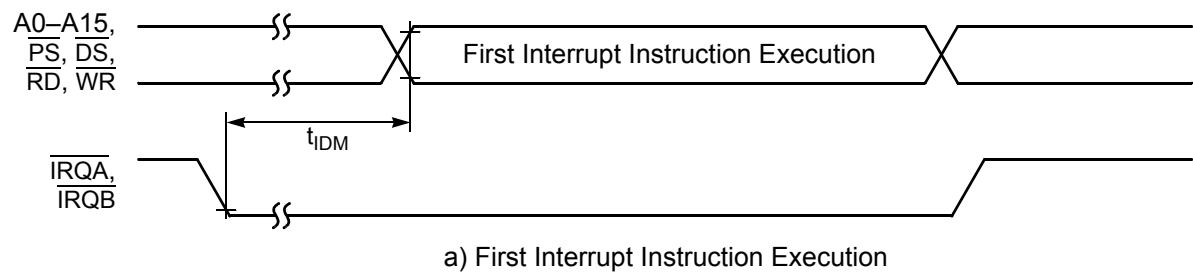 A0–A15,
PS, DS,
RD, WR
First Interrupt Instruction Execution
tIDM
IRQA,
IRQB
a) First Interrupt Instruction Execution